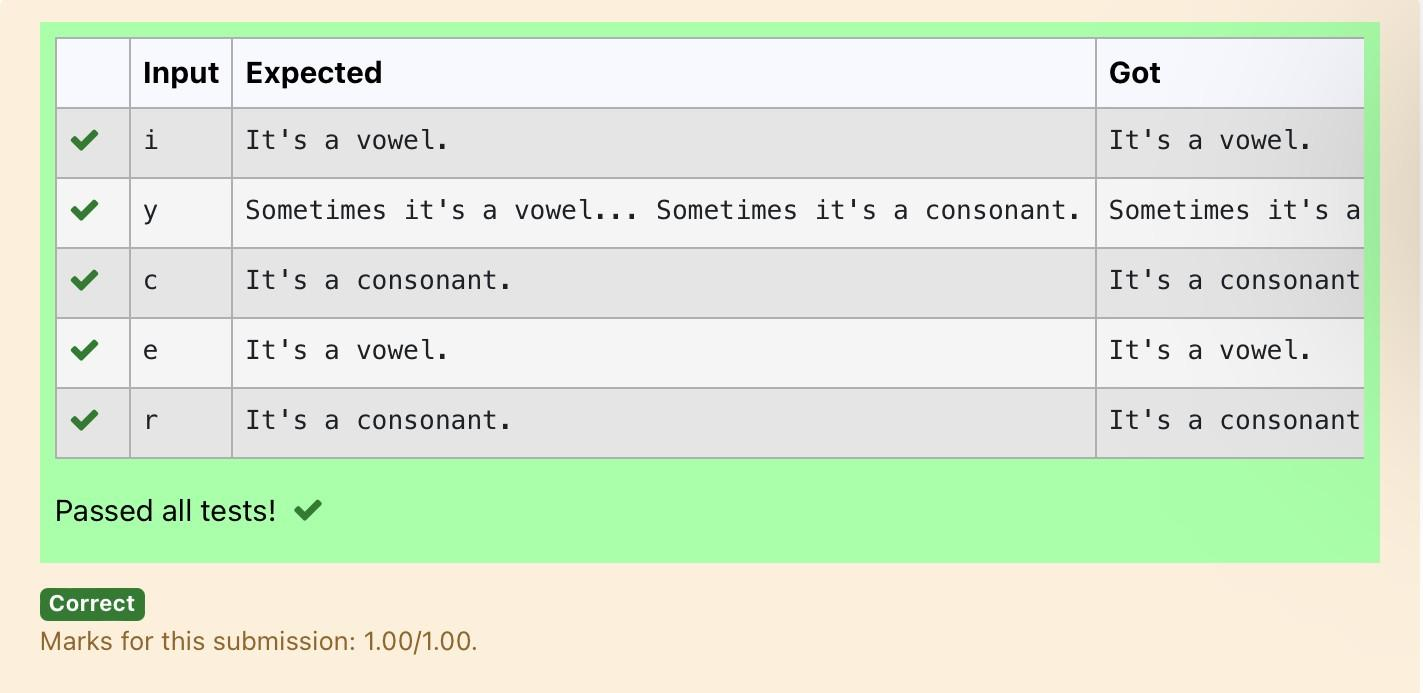 Input Expected Got
i It's a vowel. It's a vowel.
y Sometimes it's a vowel... Sometimes it's a consonant. Sometimes it's a
c It's a consonant. It's a consonant
e It's a vowel. It's a vowel.
r It's a consonant. It's a consonant
Passed all tests!
Correct
Marks for this submission: 1.00/1.00.